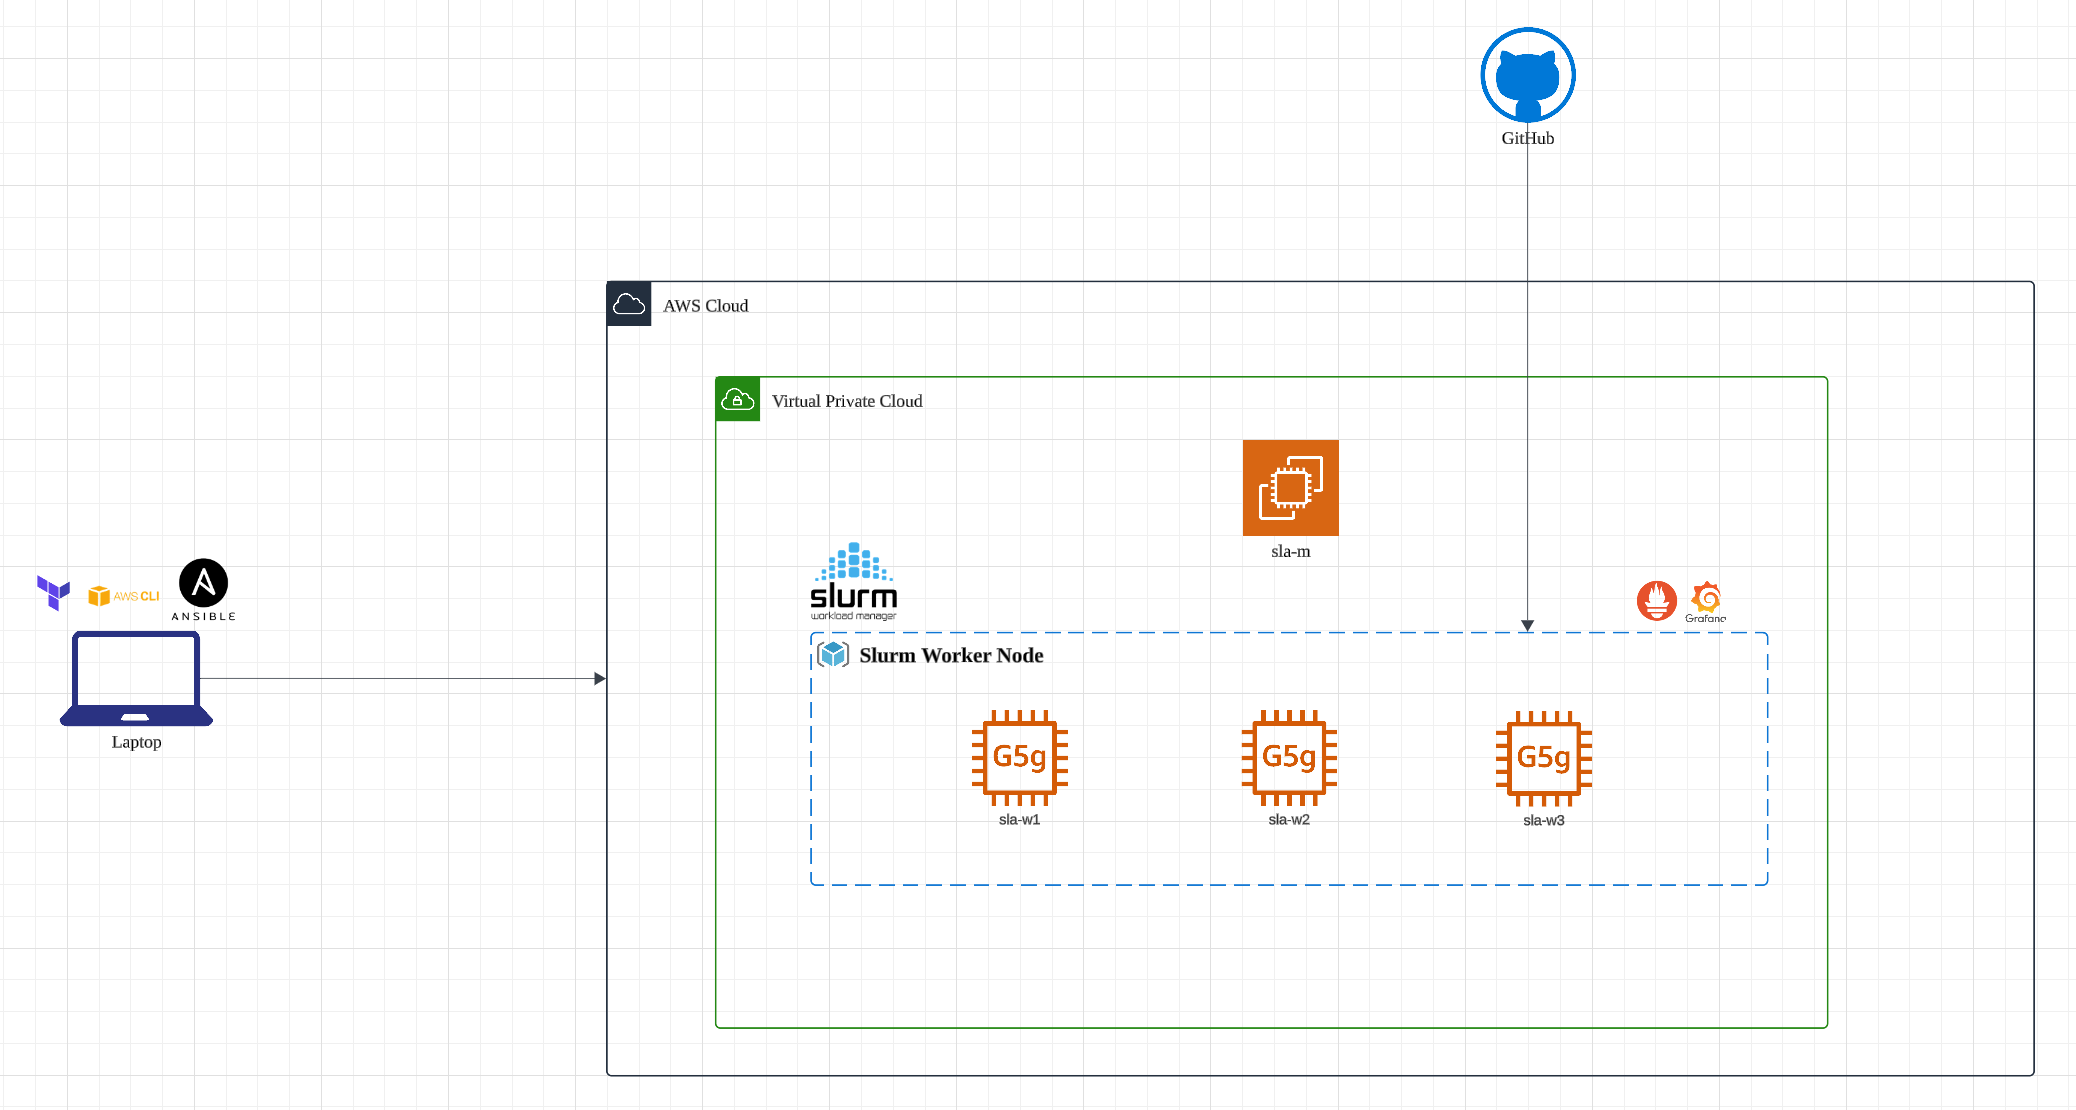 GitHub
AWS Cloud
Virtual Private Cloud
sla-m
slurm
workload manager
AWS CLI
ANSIBLE
Grafana
Slurm Worker Node
Laptop
G5g
G5g
G5g
sla-w1
sla-w2
sla-w3